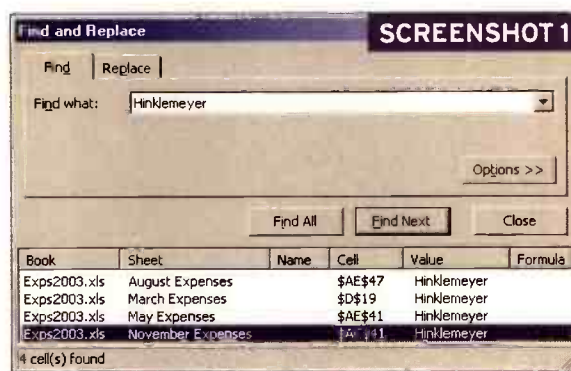 Find and Replace
SCREENSHOT 1
Find Replace
Find what: Hinklemeyer
Options >>
Find All Find Next Close
Book Sheet Name Cell Value Formula
Exps2003.xls August Expenses $AE$47 Hinklemeyer
Exps2003.xls March Expenses $D$19 Hinklemeyer
Exps2003.xls May Expenses $AE$41 Hinklemeyer
Exps2003.xls November Expenses Hinklemeyer
4 cell(s) found